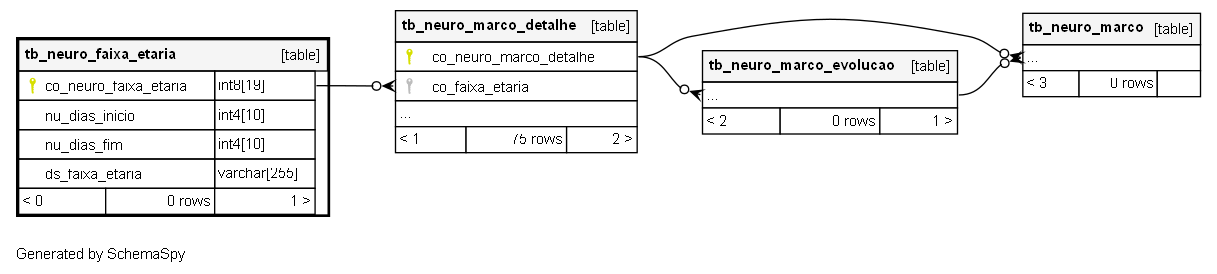 tb_neuro_faixa_etaria [table]
co_neuro_faixa_etaria int8[19]
nu_dias_inicio int4[10]
nu_dias_fim int4[10]
ds_faixa_etaria varchar[255]
< 0 0 rows 1 >
tb_neuro_marco_detalhe [table]
co_neuro_marco_detalhe
co_faixa_etaria
...
< 1 75 rows 2 >
tb_neuro_marco_evolucao [table]
...
< 2 0 rows 1 >
tb_neuro_marco [table]
...
< 3 0 rows
Generated by SchemaSpy